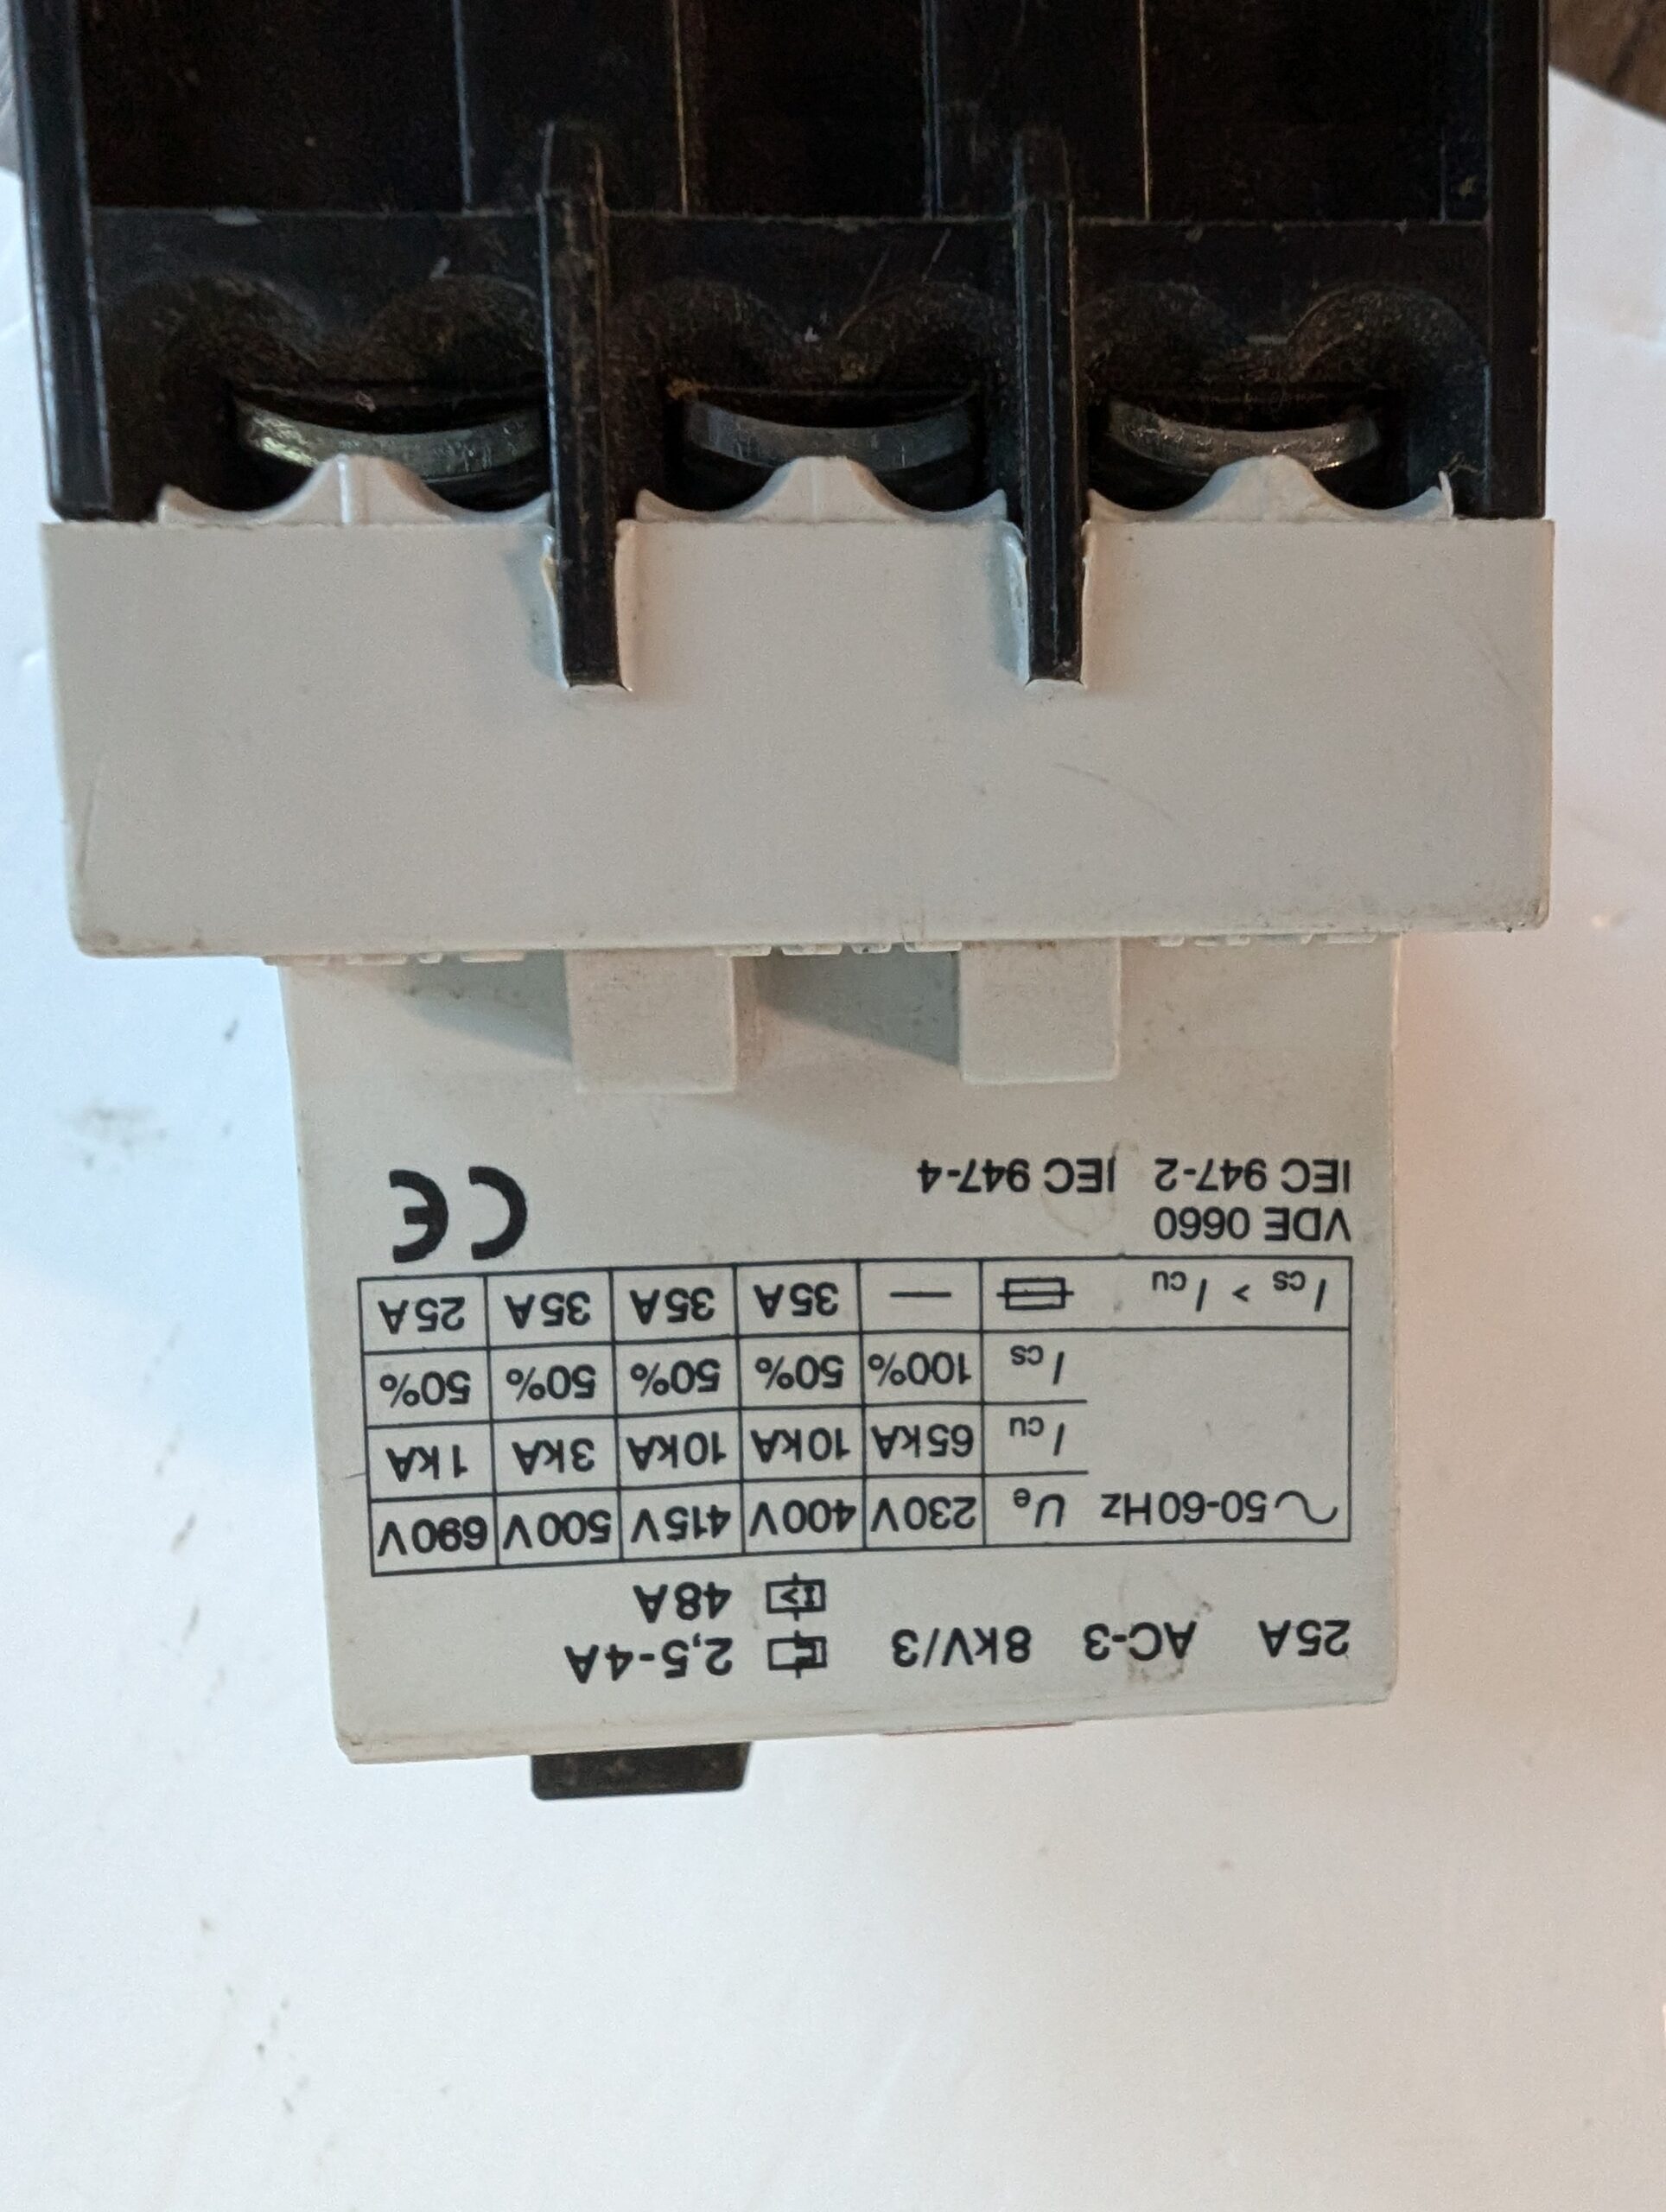 25A AC-3 8kV/3 2,5-4A
48A
~50-60Hz Ue 230V 400V 415V 500V 690V
Icu 65kA 10kA 10kA 3kA 1kA
Ics 100% 50% 50% 50% 50%
Ics > Icu — 35A 35A 35A 25A
VDE 0660
IEC 947-2 IEC 947-4 CE